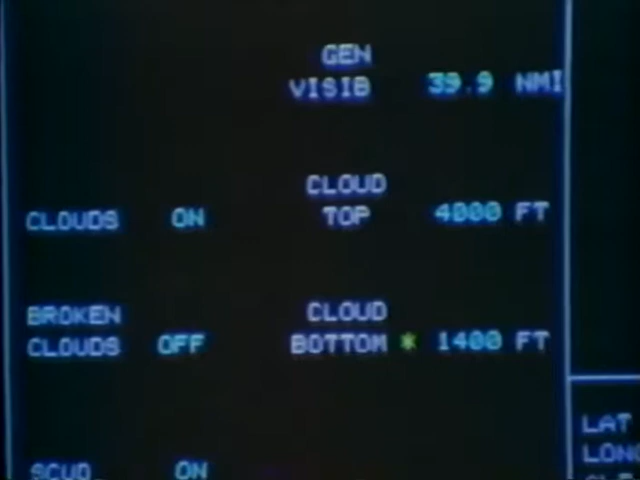 GEN
VISIB 39.9 NMI
CLOUD
CLOUDS ON TOP 4000 FT
BROKEN CLOUD
CLOUDS OFF BOTTOM * 1400 FT
LAT
LONG
SCUD ON